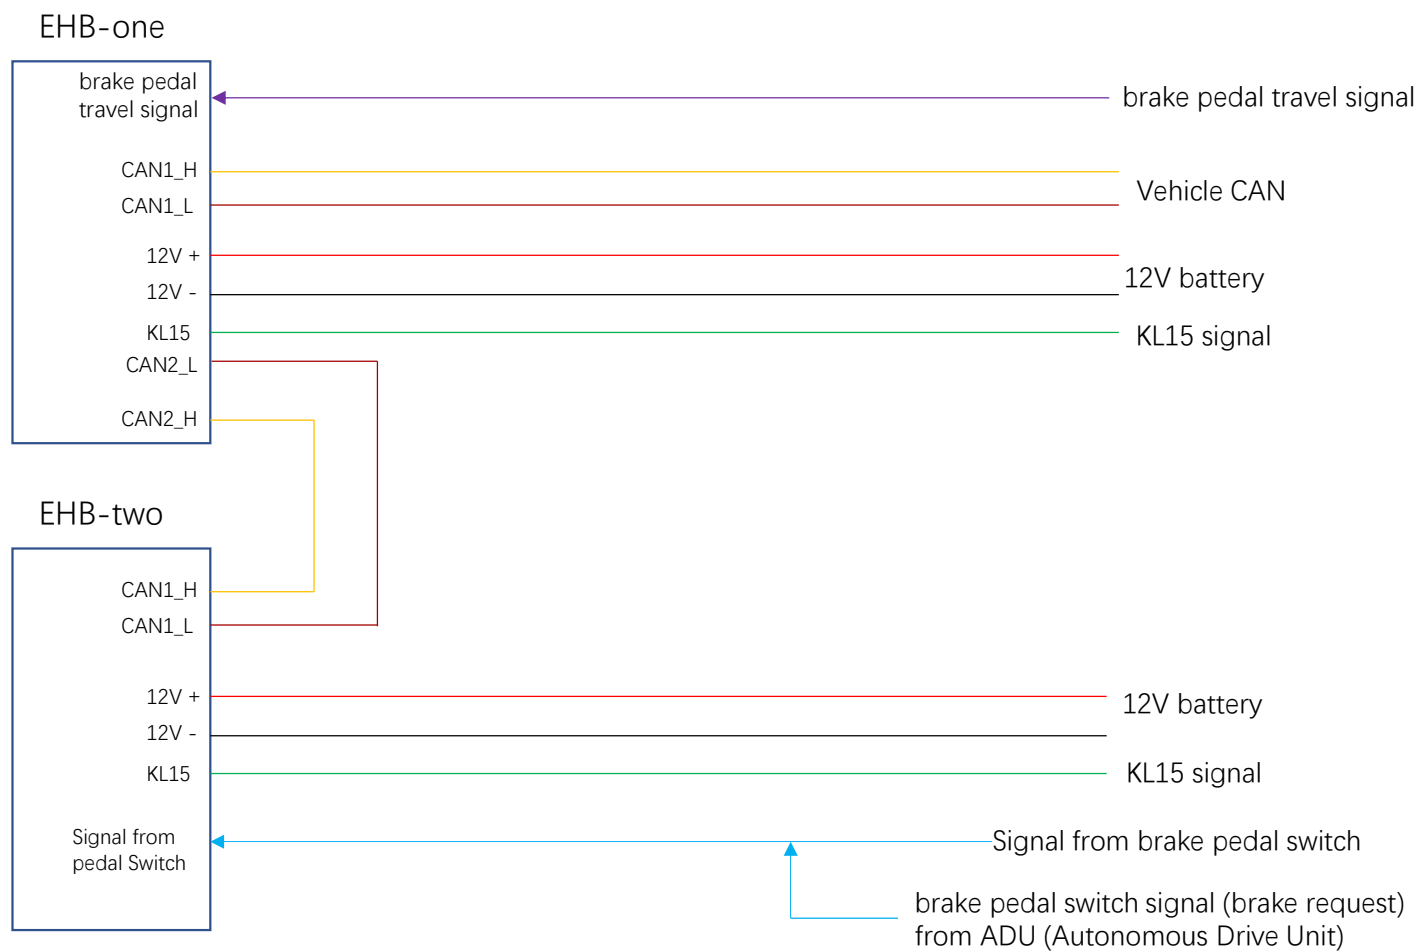 EHB-one
brake pedal
travel signal
brake pedal travel signal
CAN1_H
CAN1_L
Vehicle CAN
12V +
12V -
12V battery
KL15
KL15 signal
CAN2_L
CAN2_H
EHB-two
CAN1_H
CAN1_L
12V +
12V -
12V battery
KL15
KL15 signal
Signal from
pedal Switch
Signal from brake pedal switch
brake pedal switch signal (brake request)
from ADU (Autonomous Drive Unit)